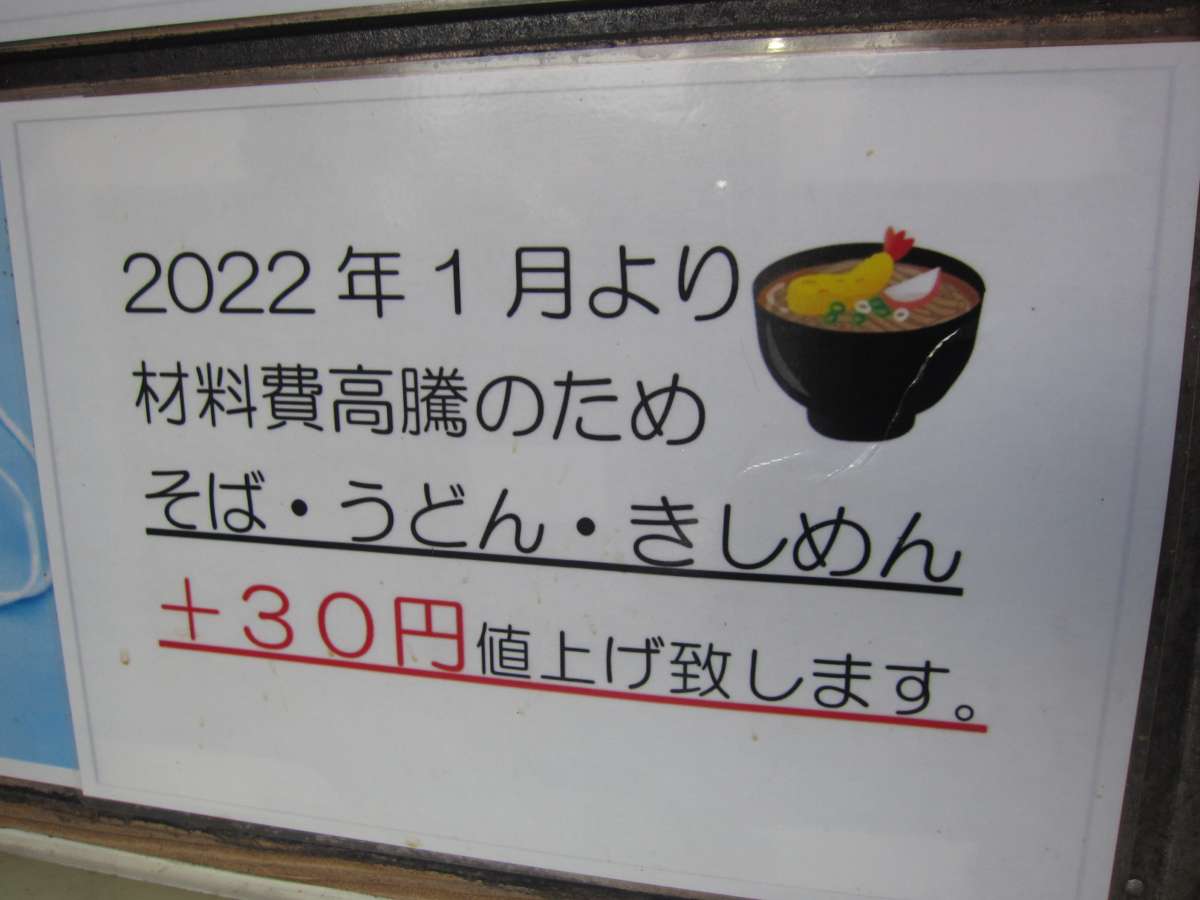 2022年1月より
材料費高騰のため
そば・うどん・きしめん
＋３０円値上げ致します。